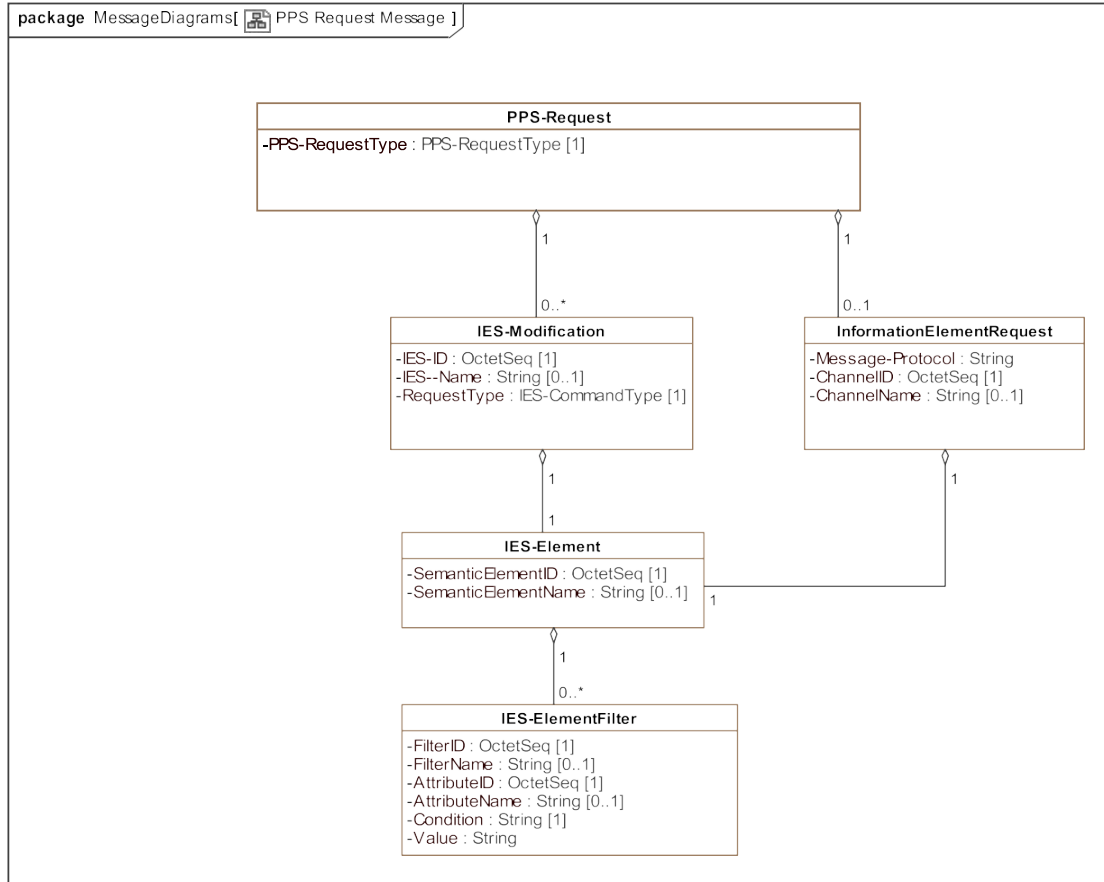 package MessageDiagrams[ PPS Request Message ]
PPS-Request
-PPS-RequestType : PPS-RequestType [1]
1
1
0..*
0..1
IES-Modification
-IES-ID : OctetSeq [1]
-IES--Name : String [0..1]
-RequestType : IES-CommandType [1]
InformationElementRequest
-Message-Protocol : String
-ChannelID : OctetSeq [1]
-ChannelName : String [0..1]
1
1
1
IES-Element
-SemanticElementID : OctetSeq [1]
-SemanticElementName : String [0..1]
1
1
0..*
IES-ElementFilter
-FilterID : OctetSeq [1]
-FilterName : String [0..1]
-AttributeID : OctetSeq [1]
-AttributeName : String [0..1]
-Condition : String [1]
-Value : String